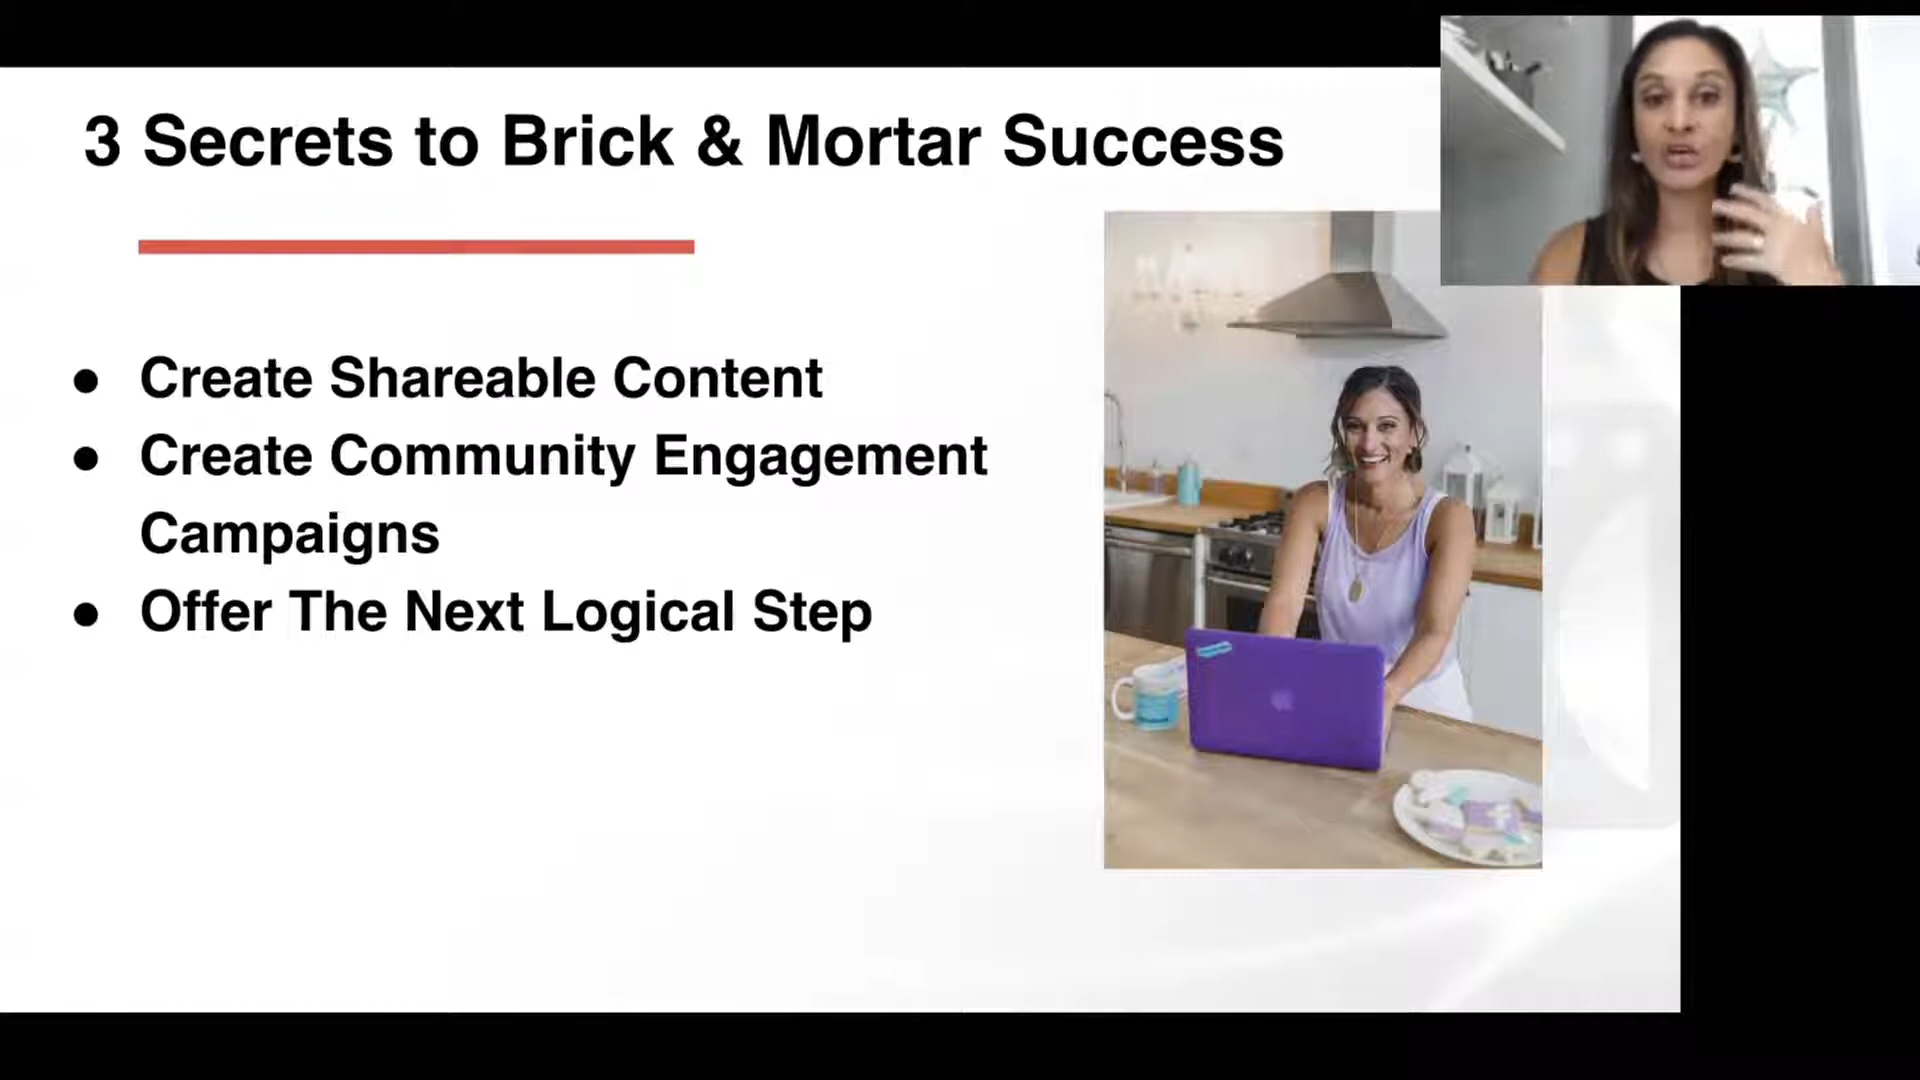 3 Secrets to Brick & Mortar Success
● Create Shareable Content
● Create Community Engagement
Campaigns
● Offer The Next Logical Step